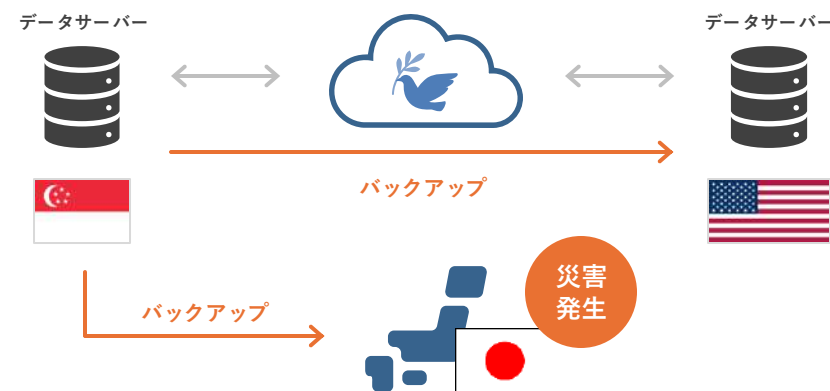 データサーバー
データサーバー
バックアップ
災害
発生
バックアップ